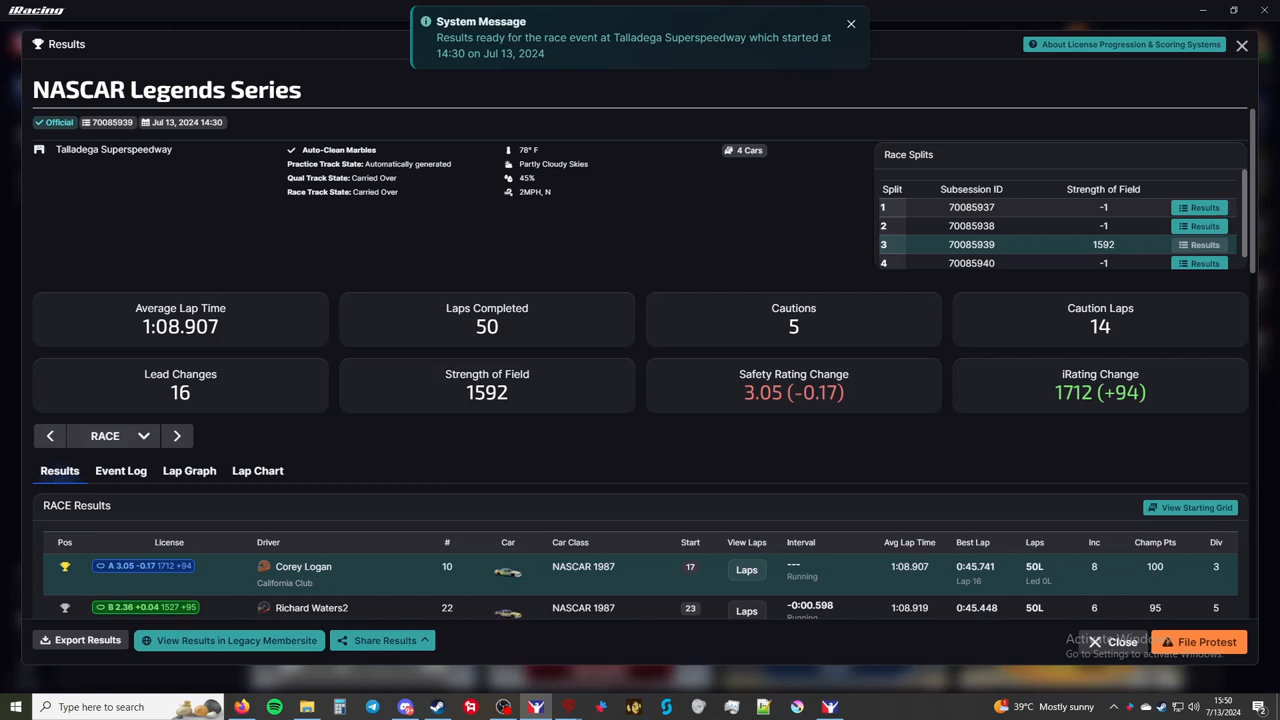 iRacing
System Message
Results ready for the race event at Talladega Superspeedway which started at
14:30 on Jul 13, 2024
Results
About License Progression & Scoring Systems
NASCAR Legends Series
Official 70085939 Jul 13, 2024 14:30
Talladega Superspeedway
Auto-Clean Marbles
Practice Track State: Automatically generated
Qual Track State: Carried Over
Race Track State: Carried Over
78° F
Partly Cloudy Skies
45%
2MPH, N
4 Cars
Race Splits
Split Subsession ID Strength of Field
1 70085937 -1 Results
2 70085938 -1 Results
3 70085939 1592 Results
4 70085940 -1 Results
Average Lap Time
1:08.907
Laps Completed
50
Cautions
5
Caution Laps
14
Lead Changes
16
Strength of Field
1592
Safety Rating Change
3.05 (-0.17)
iRating Change
1712 (+94)
RACE
Results Event Log Lap Graph Lap Chart
RACE Results
View Starting Grid
Pos License Driver # Car Car Class Start View Laps Interval Avg Lap Time Best Lap Laps Inc Champ Pts Div
A 3.05 -0.17 1712 +94 Corey Logan 10 NASCAR 1987 17 Laps --- 1:08.907 0:45.741 50L 8 100 3
California Club Running Lap 16 Led 0L
B 2.36 +0.04 1527 +95 Richard Waters2 22 NASCAR 1987 23 Laps -0:00.598 1:08.919 0:45.448 50L 6 95 5
Running
Export Results View Results in Legacy Membersite Share Results
Close File Protest
Activate Windo
Go to Settings to activate Windows.
Type here to search
39°C Mostly sunny
15:50
7/13/2024